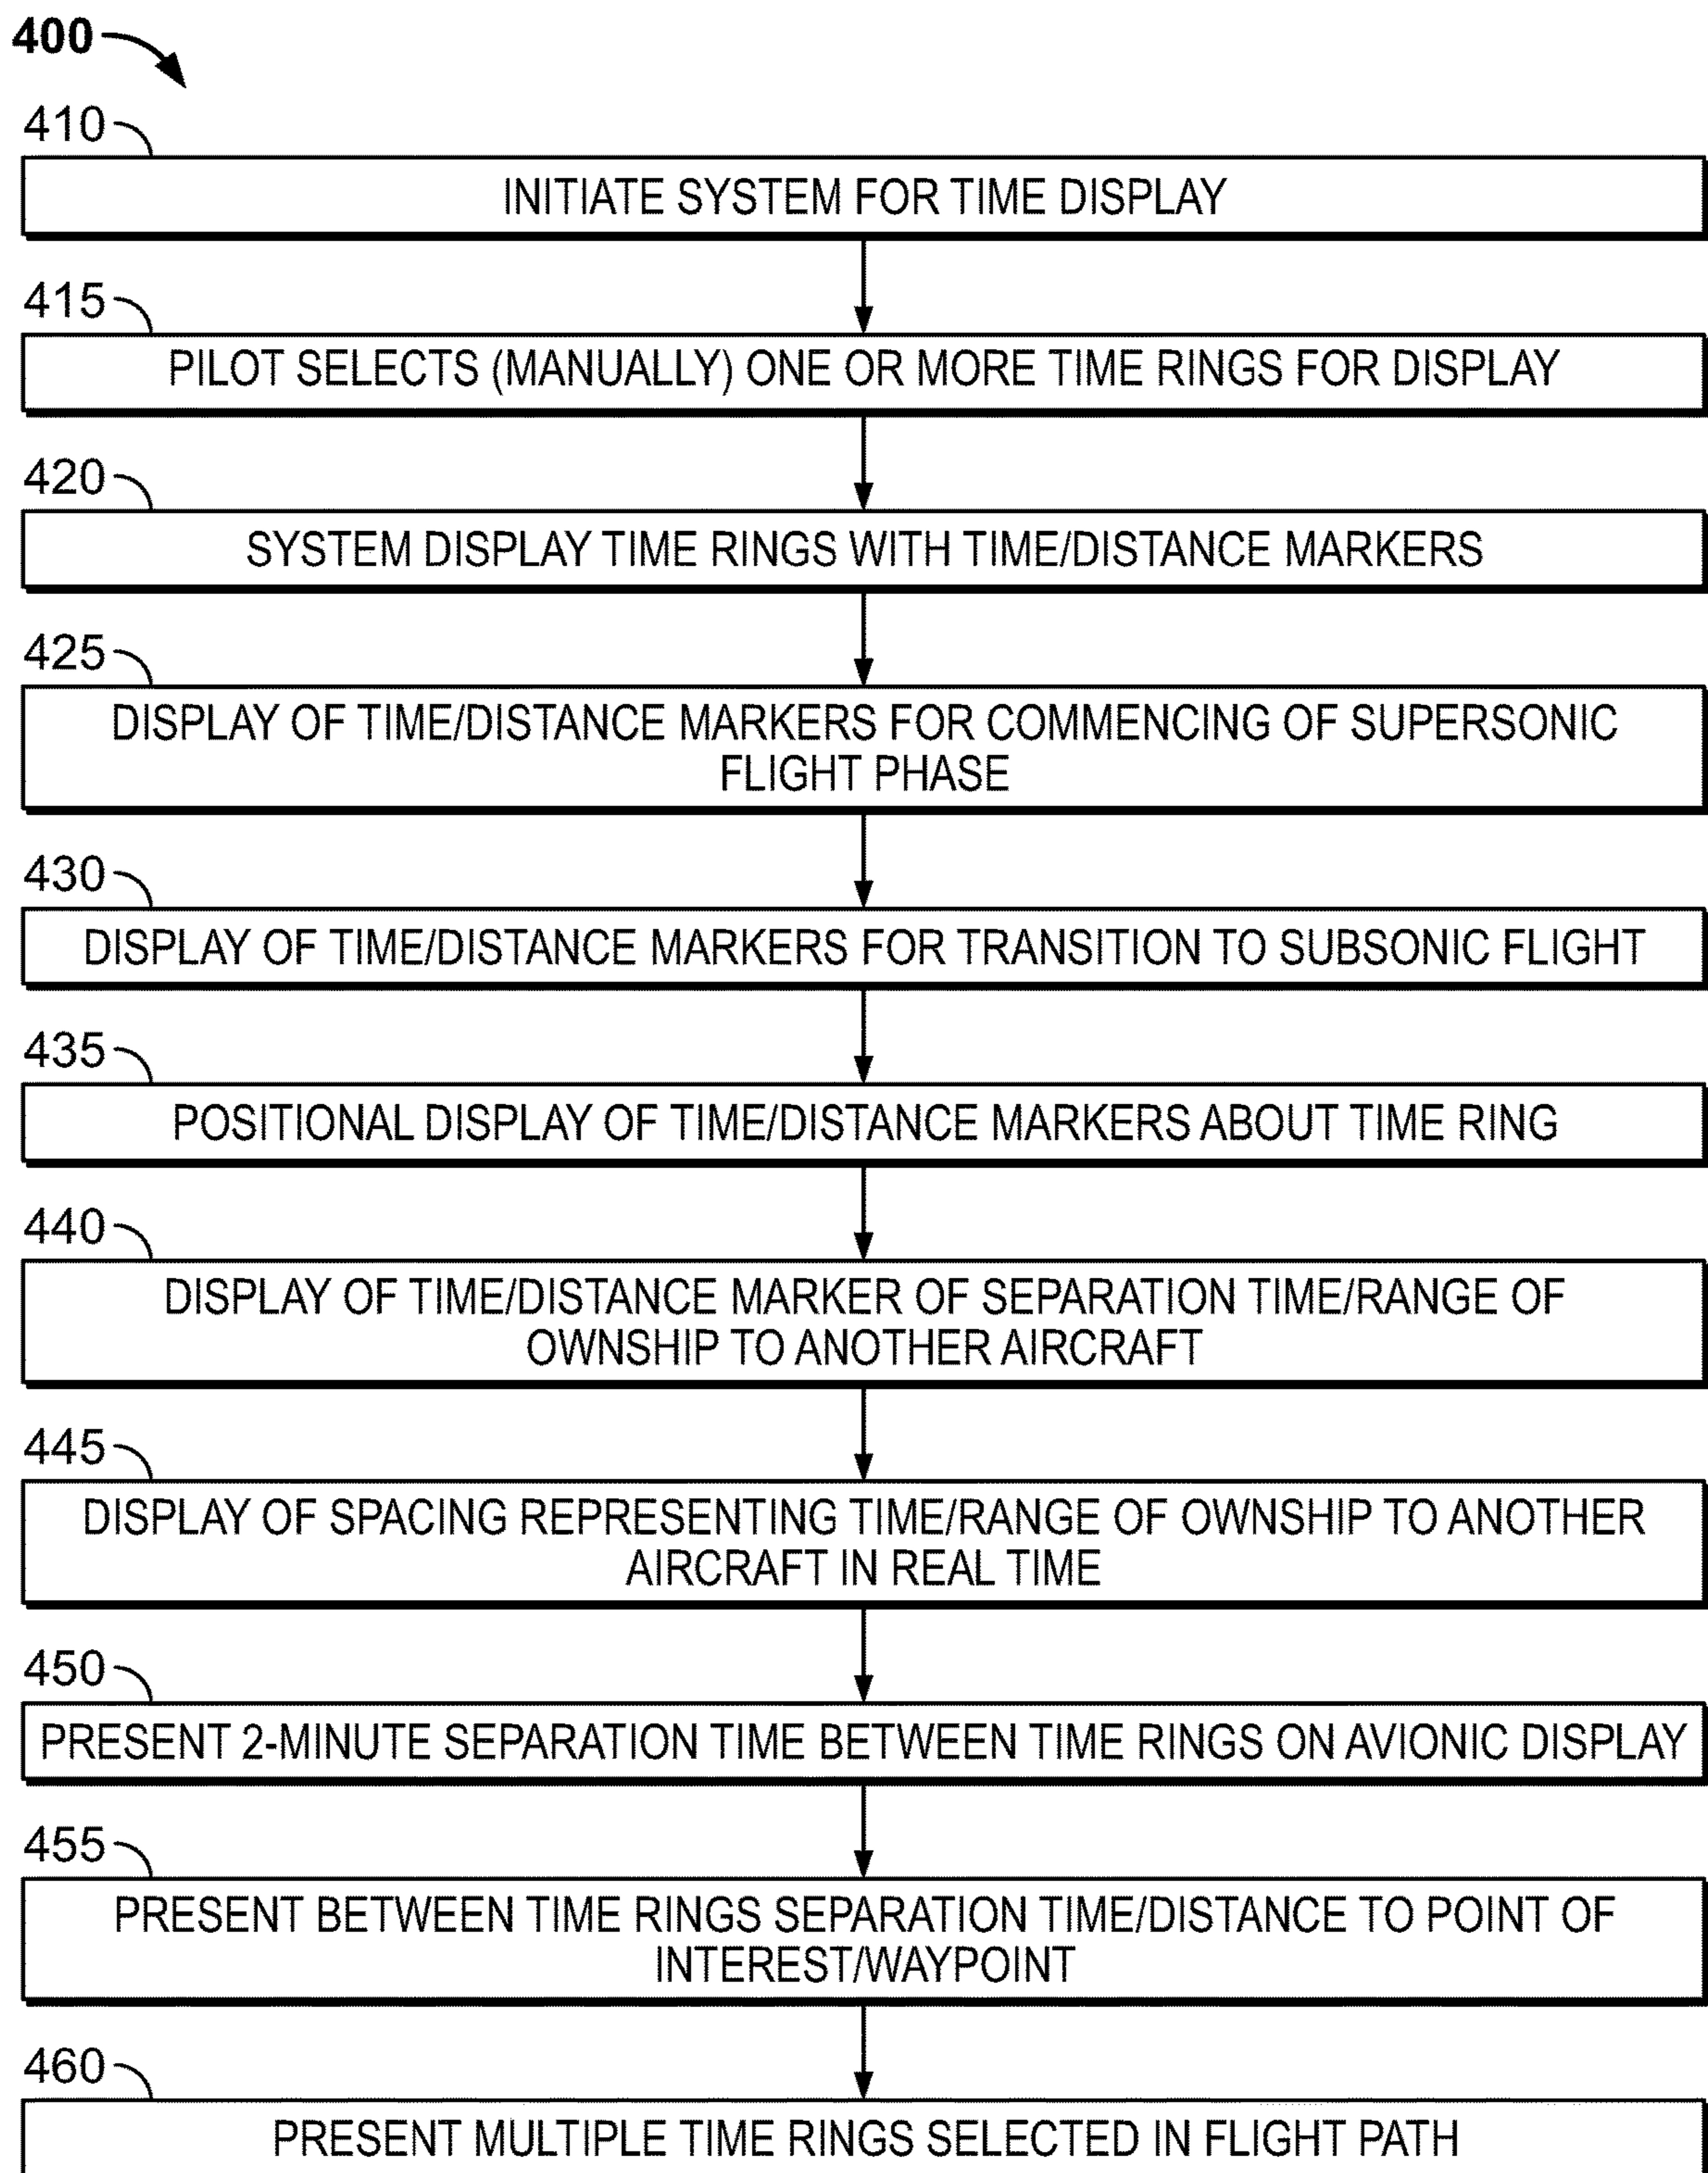 400
410
INITIATE SYSTEM FOR TIME DISPLAY
415
PILOT SELECTS (MANUALLY) ONE OR MORE TIME RINGS FOR DISPLAY
420
SYSTEM DISPLAY TIME RINGS WITH TIME/DISTANCE MARKERS
425
DISPLAY OF TIME/DISTANCE MARKERS FOR COMMENCING OF SUPERSONIC
FLIGHT PHASE
430
DISPLAY OF TIME/DISTANCE MARKERS FOR TRANSITION TO SUBSONIC FLIGHT
435
POSITIONAL DISPLAY OF TIME/DISTANCE MARKERS ABOUT TIME RING
440
DISPLAY OF TIME/DISTANCE MARKER OF SEPARATION TIME/RANGE OF
OWNSHIP TO ANOTHER AIRCRAFT
445
DISPLAY OF SPACING REPRESENTING TIME/RANGE OF OWNSHIP TO ANOTHER
AIRCRAFT IN REAL TIME
450
PRESENT 2-MINUTE SEPARATION TIME BETWEEN TIME RINGS ON AVIONIC DISPLAY
455
PRESENT BETWEEN TIME RINGS SEPARATION TIME/DISTANCE TO POINT OF
INTEREST/WAYPOINT
460
PRESENT MULTIPLE TIME RINGS SELECTED IN FLIGHT PATH